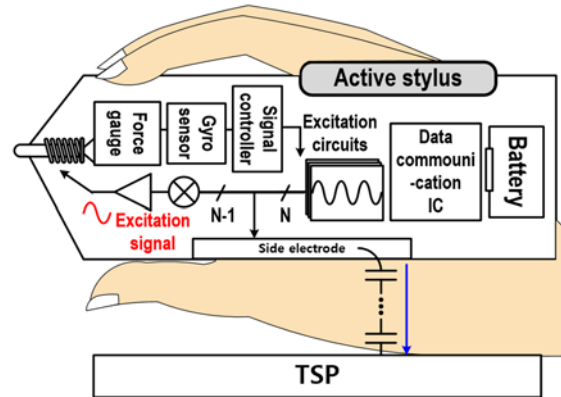 Active stylus
Force
gauge
Gyro
sensor
Signal
controller
Excitation
circuits
Data
commouni
-cation
IC
Battery
Excitation
signal
N-1
N
Side electrode
TSP